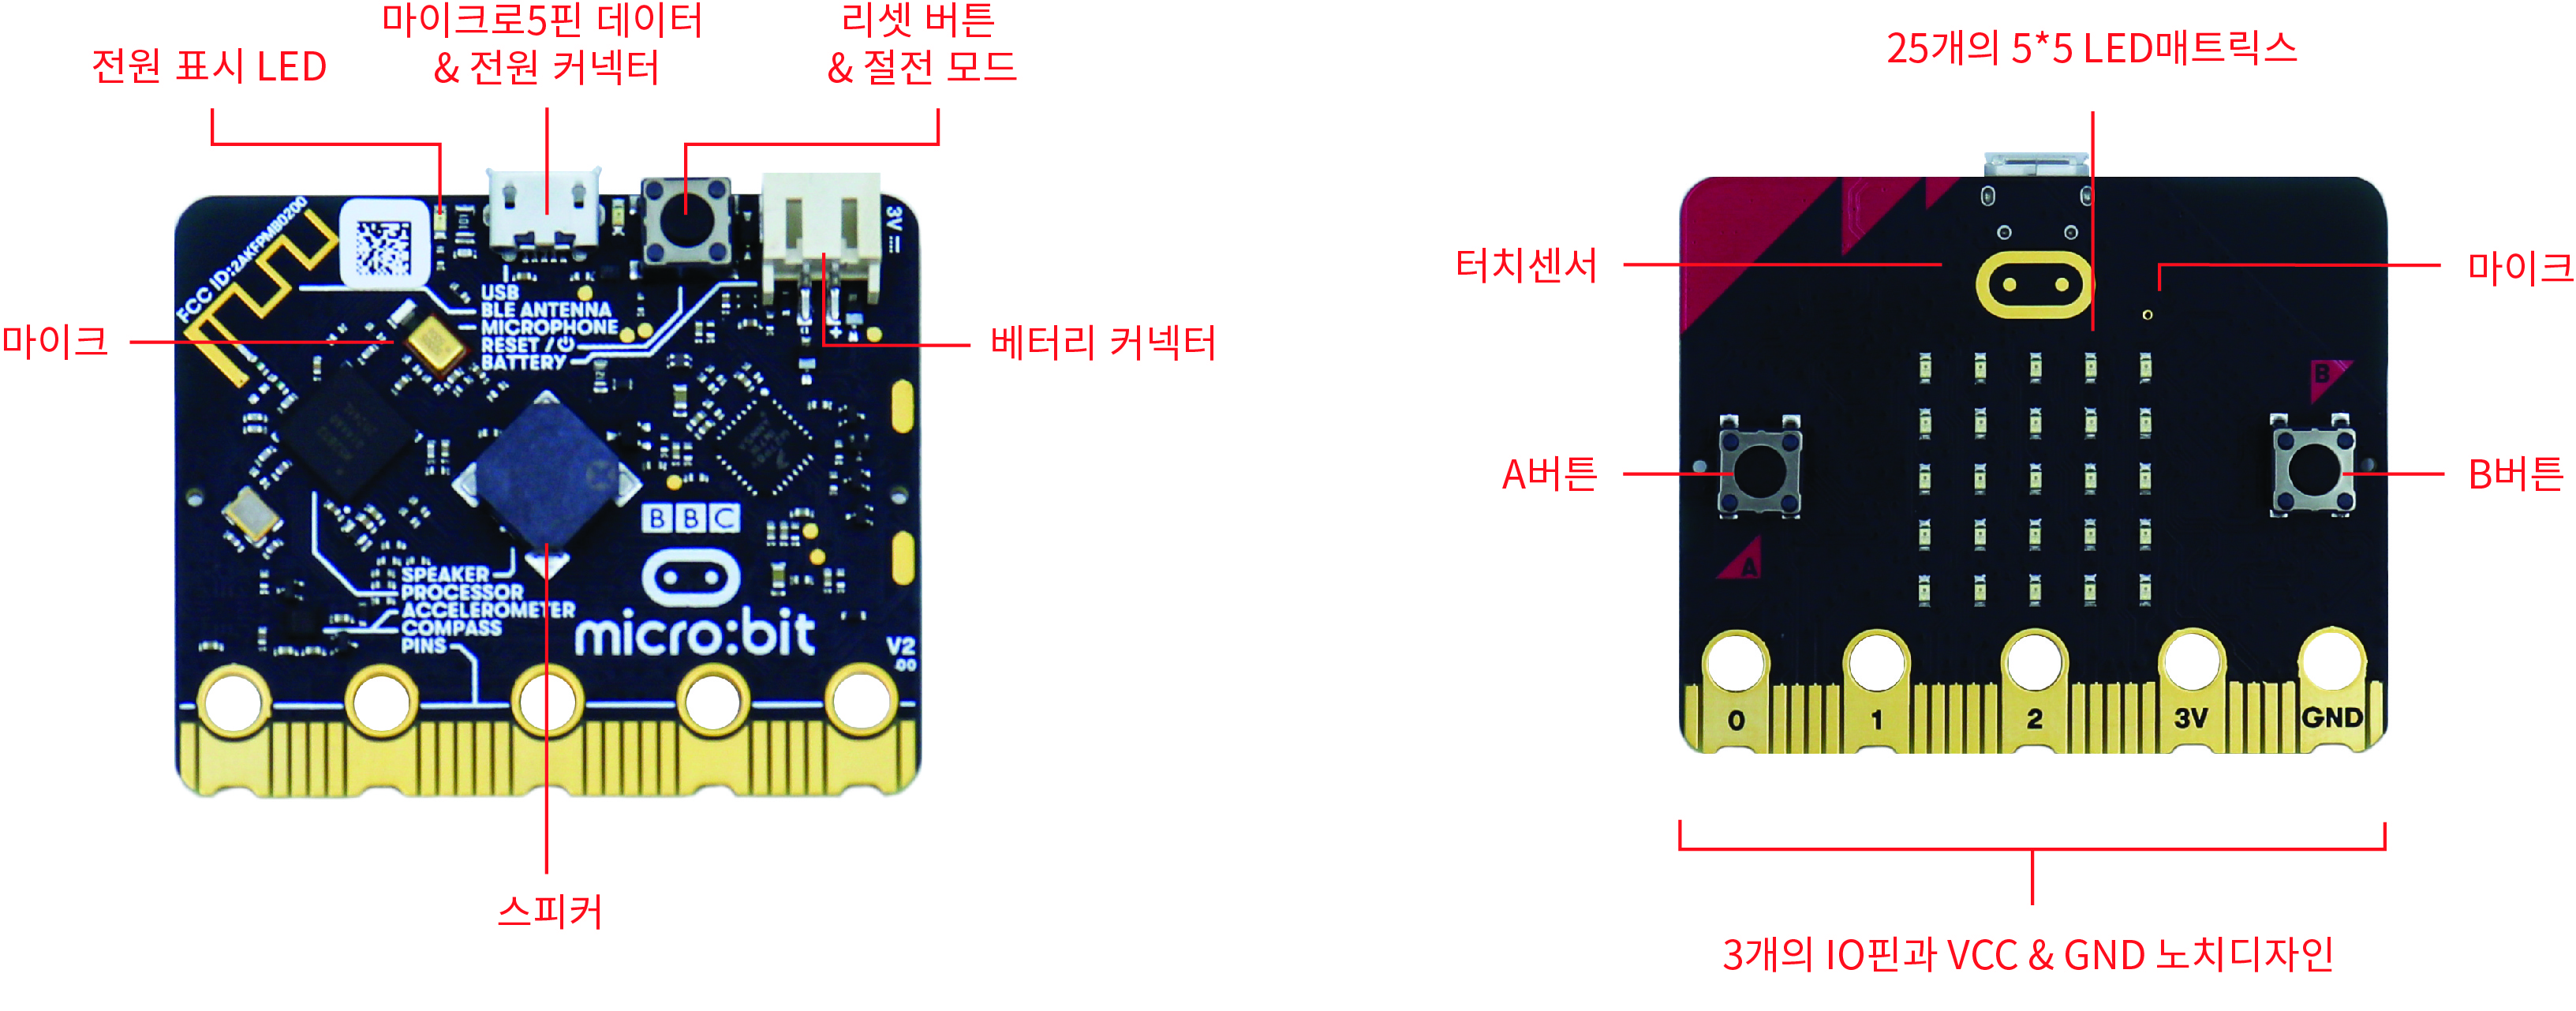 전원 표시 LED
마이크로5핀 데이터
& 전원 커넥터
리셋 버튼
& 절전 모드
마이크
베터리 커넥터
스피커
FCC ID:2AKFPMB0200
3V
USB
BLE ANTENNA
MICROPHONE
RESET /
BATTERY
BBC
SPEAKER
PROCESSOR
ACCELEROMETER
COMPASS
PINS
micro:bit
V2
.00
25개의 5*5 LED매트릭스
터치센서
마이크
A버튼
B버튼
B
A
0
1
2
3V
GND
3개의 IO핀과 VCC & GND 노치디자인